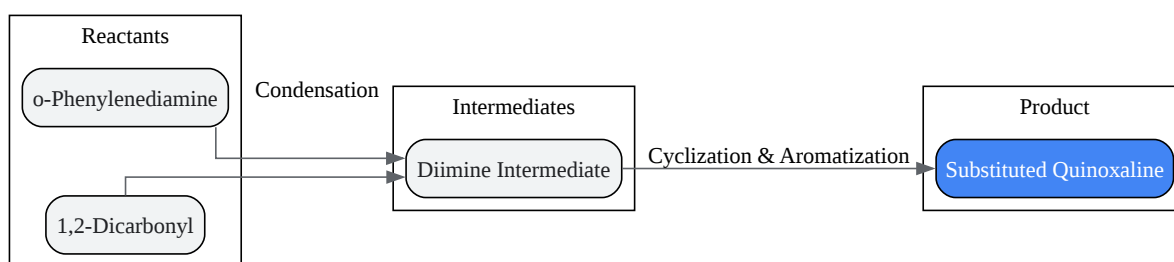 Reactants
o-Phenylenediamine
1,2-Dicarbonyl
Condensation
Intermediates
Diimine Intermediate
Cyclization & Aromatization
Product
Substituted Quinoxaline